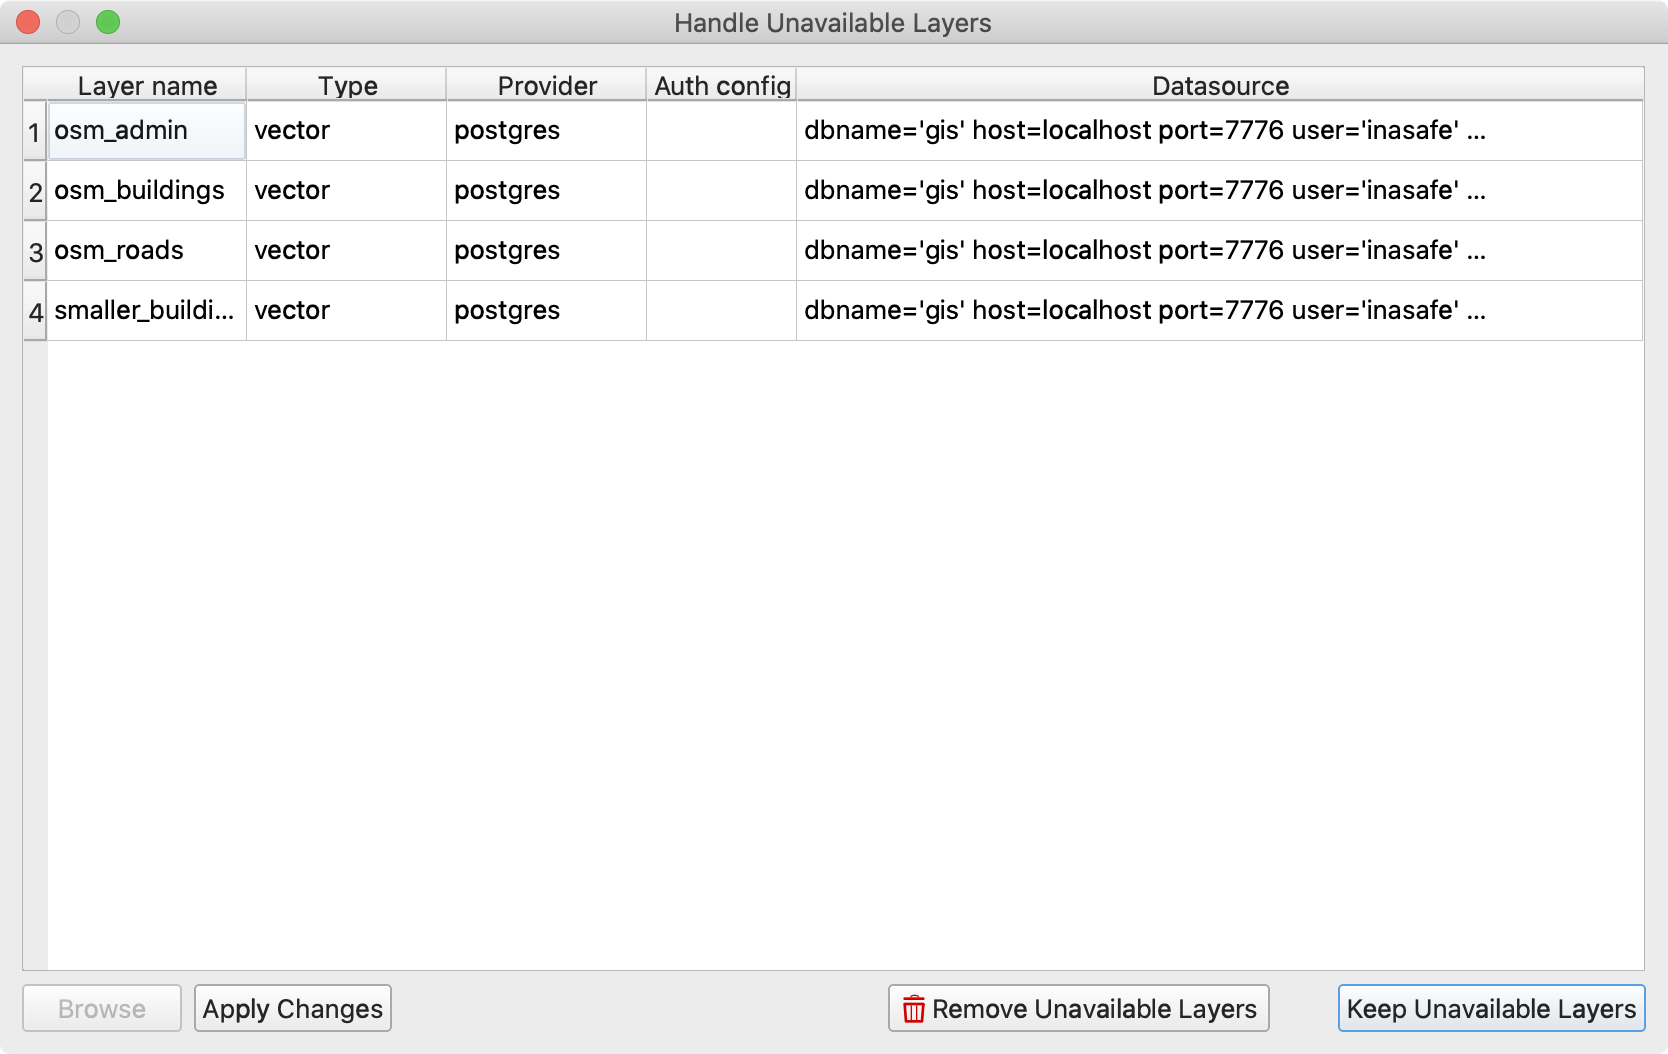 Handle Unavailable Layers
Layer name Type Provider Auth config Datasource
1 osm_admin vector postgres dbname='gis' host=localhost port=7776 user='inasafe' ...
2 osm_buildings vector postgres dbname='gis' host=localhost port=7776 user='inasafe' ...
3 osm_roads vector postgres dbname='gis' host=localhost port=7776 user='inasafe' ...
4 smaller_buildi... vector postgres dbname='gis' host=localhost port=7776 user='inasafe' ...
Browse Apply Changes Remove Unavailable Layers Keep Unavailable Layers